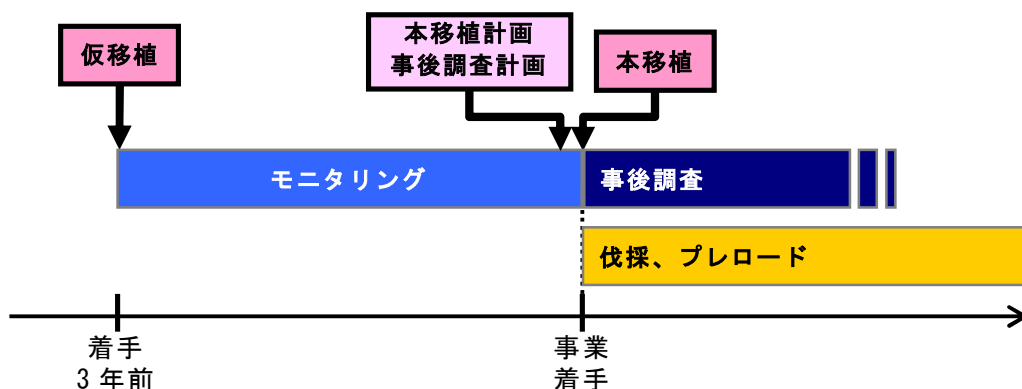 仮移植
本移植計画
事後調査計画
本移植
モニタリング
事後調査
伐採、プレロード
着手
3年前
事業
着手